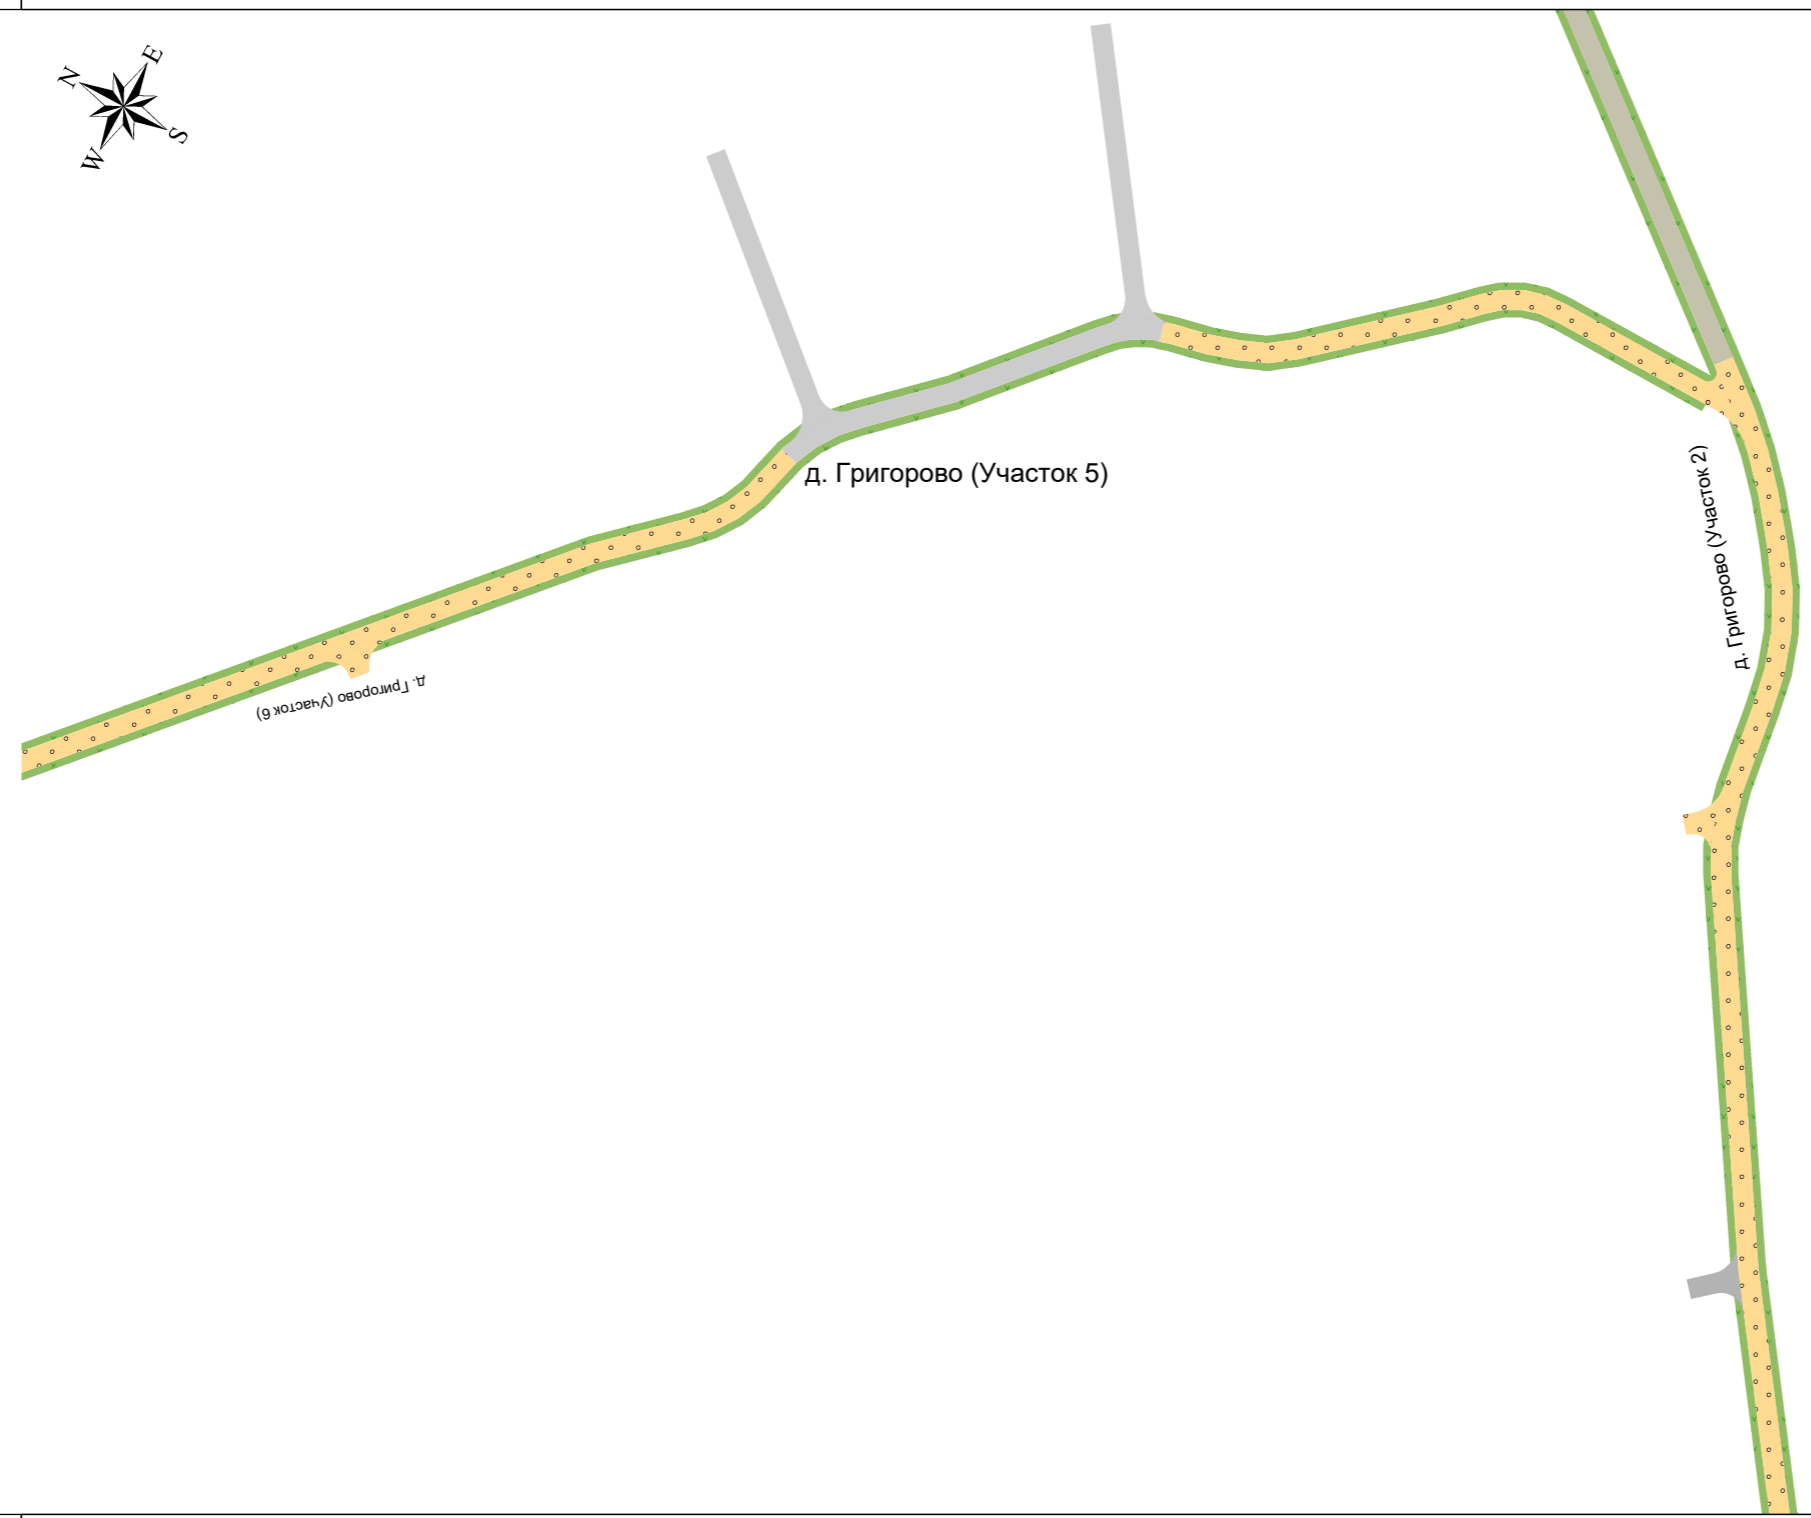 N
E
W
S
д. Григорово (Участок 5)
д. Григорово (Участок 2)
д. Григорово (Участок 6)